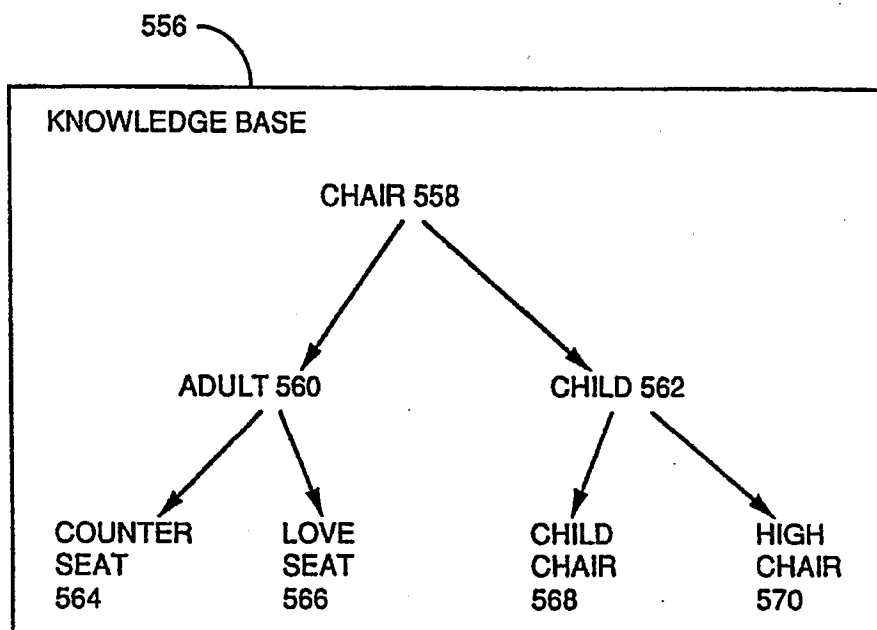 556
KNOWLEDGE BASE
CHAIR 558
ADULT 560
CHILD 562
COUNTER
SEAT
564
LOVE
SEAT
566
CHILD
CHAIR
568
HIGH
CHAIR
570